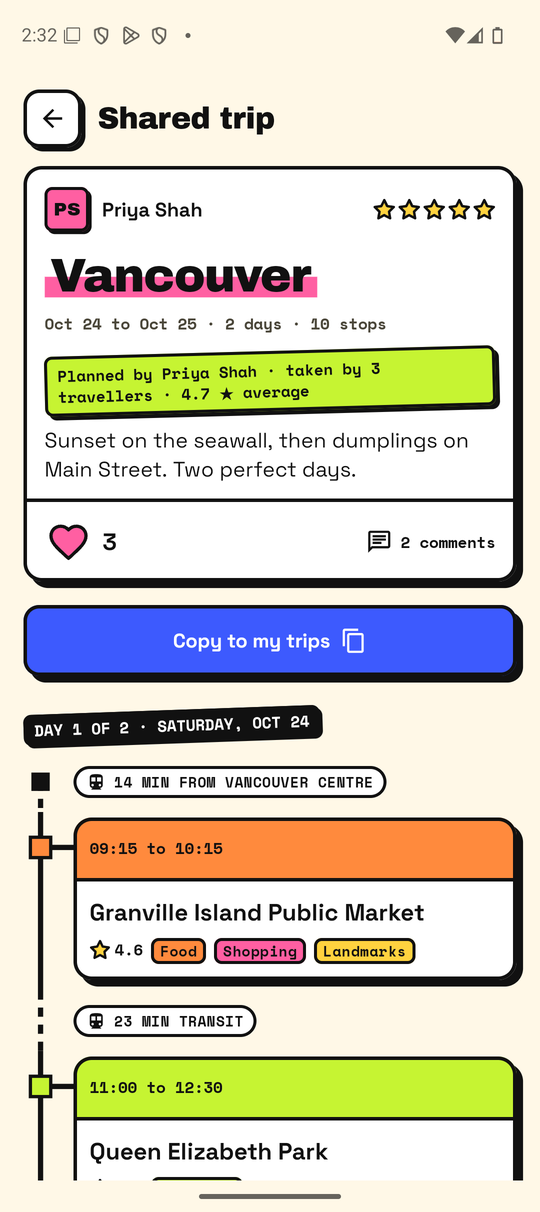 2:32
Shared trip
PS Priya Shah
Vancouver
Oct 24 to Oct 25 · 2 days · 10 stops
Planned by Priya Shah · taken by 3
travellers · 4.7 ★ average
Sunset on the seawall, then dumplings on
Main Street. Two perfect days.
3 2 comments
Copy to my trips
DAY 1 OF 2 · SATURDAY, OCT 24
14 MIN FROM VANCOUVER CENTRE
09:15 to 10:15
Granville Island Public Market
4.6 Food Shopping Landmarks
23 MIN TRANSIT
11:00 to 12:30
Queen Elizabeth Park